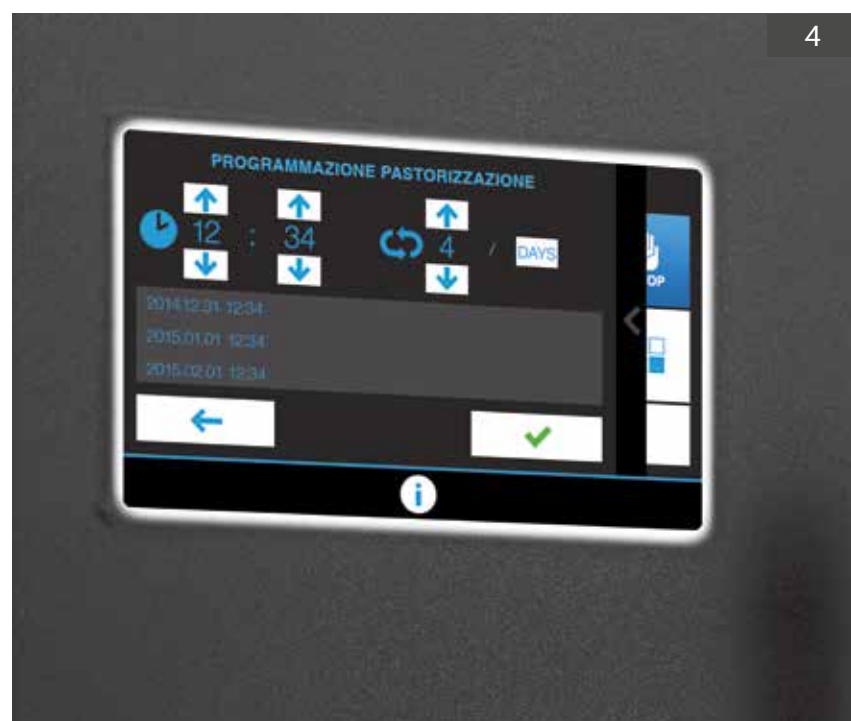 4
PROGRAMMAZIONE PASTORIZZAZIONE
12 : 34 4 / DAYS
2014.12.31 12:34
2015.01.01 12:34
2015.02.01 12:34
OP
i